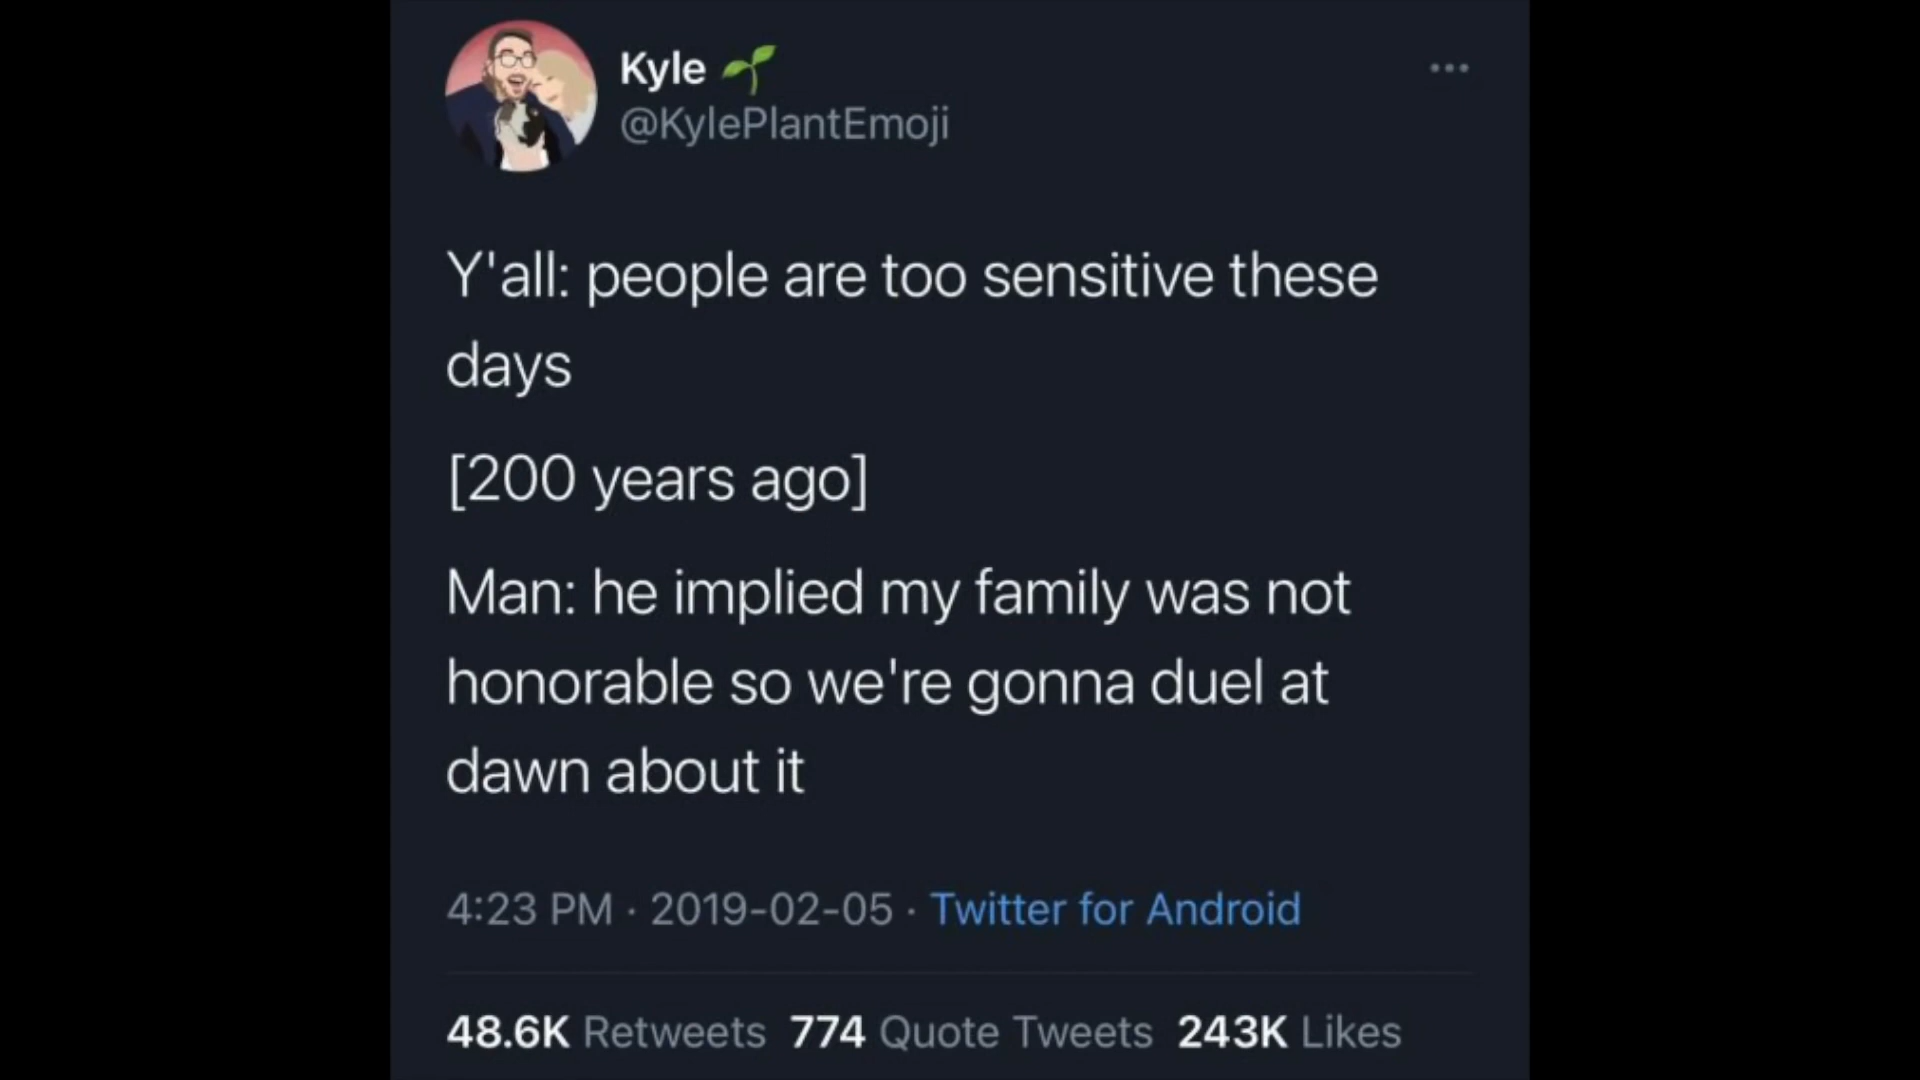 Kyle 🌱
@KylePlantEmoji
Y'all: people are too sensitive these
days
[200 years ago]
Man: he implied my family was not
honorable so we're gonna duel at
dawn about it
4:23 PM · 2019-02-05 · Twitter for Android
48.6K Retweets 774 Quote Tweets 243K Likes